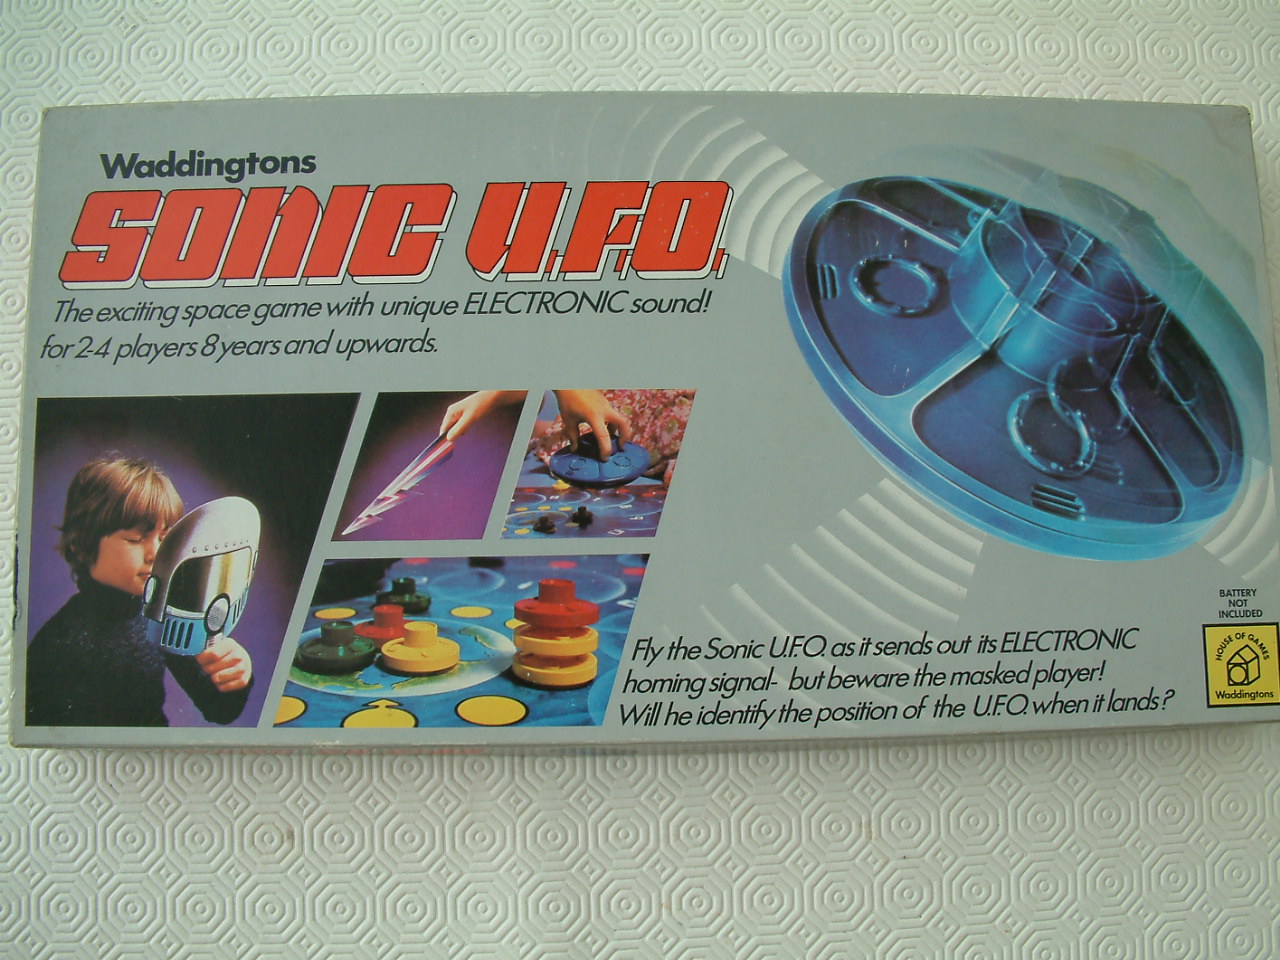 Waddingtons
SONIC U.F.O.
The exciting space game with unique ELECTRONIC sound!
for 2-4 players 8 years and upwards.
Fly the Sonic U.F.O. as it sends out its ELECTRONIC
homing signal- but beware the masked player!
Will he identify the position of the U.F.O. when it lands?
BATTERY
NOT
INCLUDED
HOUSE OF GAMES
Waddingtons